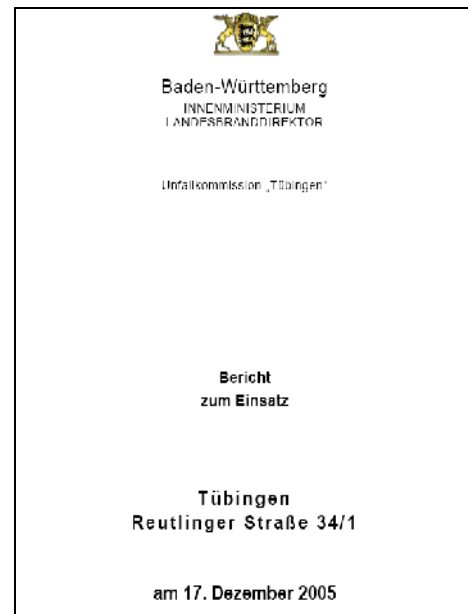 Baden-Württemberg
INNENMINISTERIUM
LANDESBRANDDIREKTOR
Unfallkommission „Tübingen“
Bericht
zum Einsatz
Tübingen
Reutlinger Straße 34/1
am 17. Dezember 2005